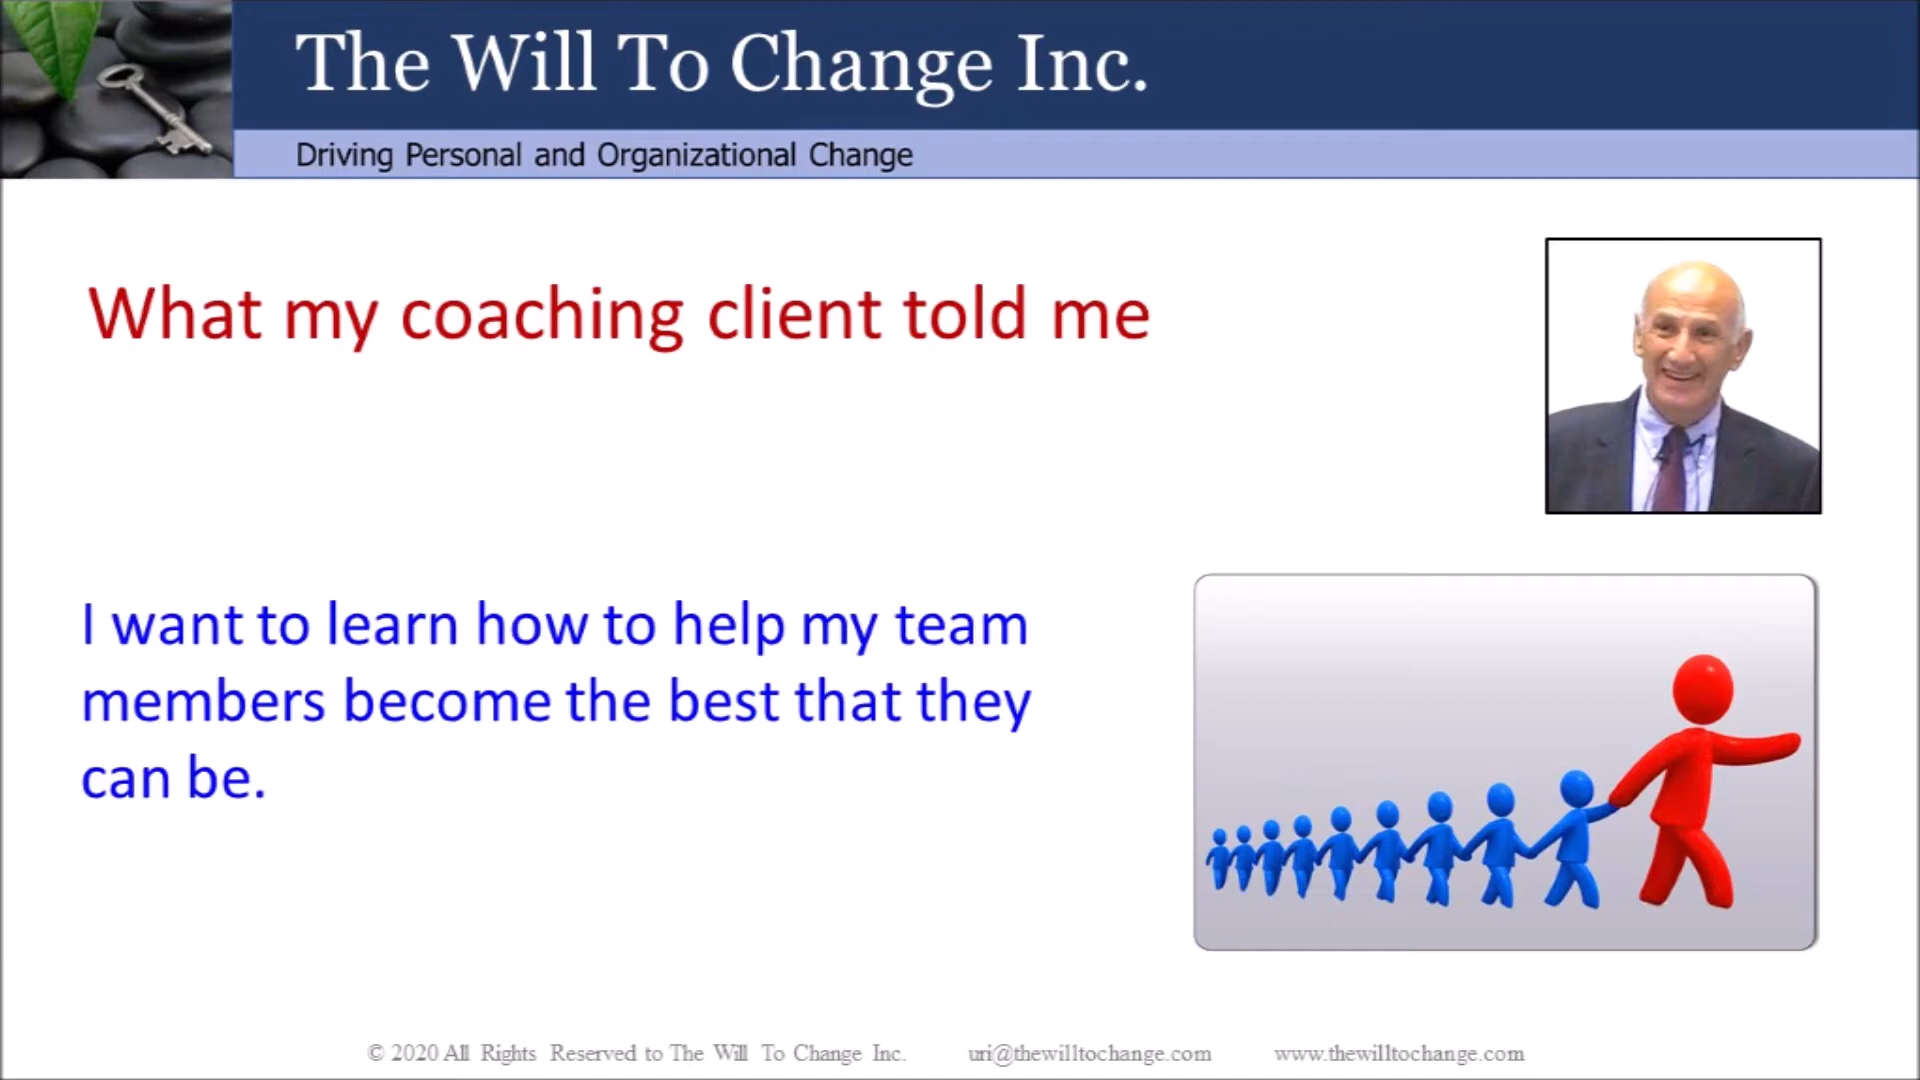 The Will To Change Inc.
Driving Personal and Organizational Change
What my coaching client told me
I want to learn how to help my team
members become the best that they
can be.
© 2020 All Rights Reserved to The Will To Change Inc. uri@thewilltochange.com www.thewilltochange.com